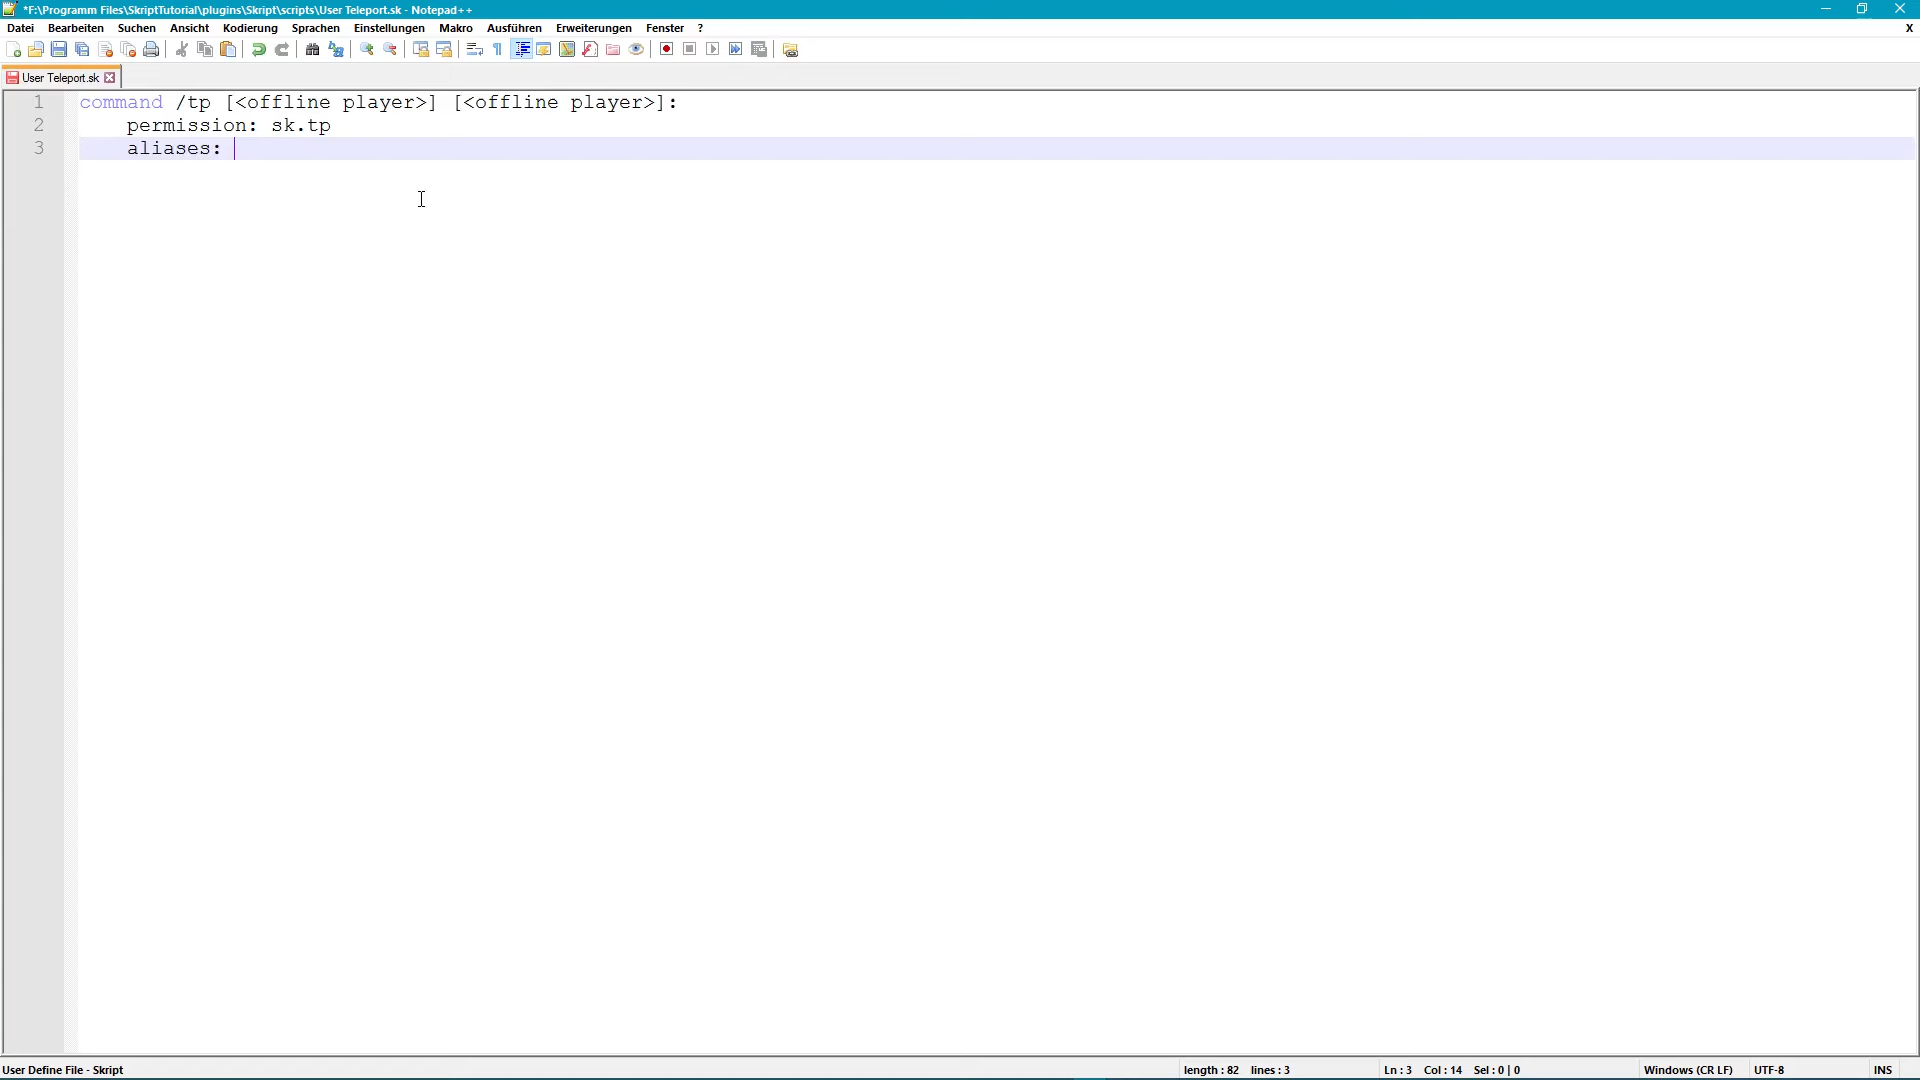 *F:\Programm Files\SkriptTutorial\plugins\Skript\scripts\User Teleport.sk - Notepad++
Datei Bearbeiten Suchen Ansicht Kodierung Sprachen Einstellungen Makro Ausführen Erweiterungen Fenster ? X
User Teleport.sk
1 command /tp [<offline player>] [<offline player>]:
2 permission: sk.tp
3 aliases:
User Define File - Skript length : 82 lines : 3 Ln : 3 Col : 14 Sel : 0 | 0 Windows (CR LF) UTF-8 INS